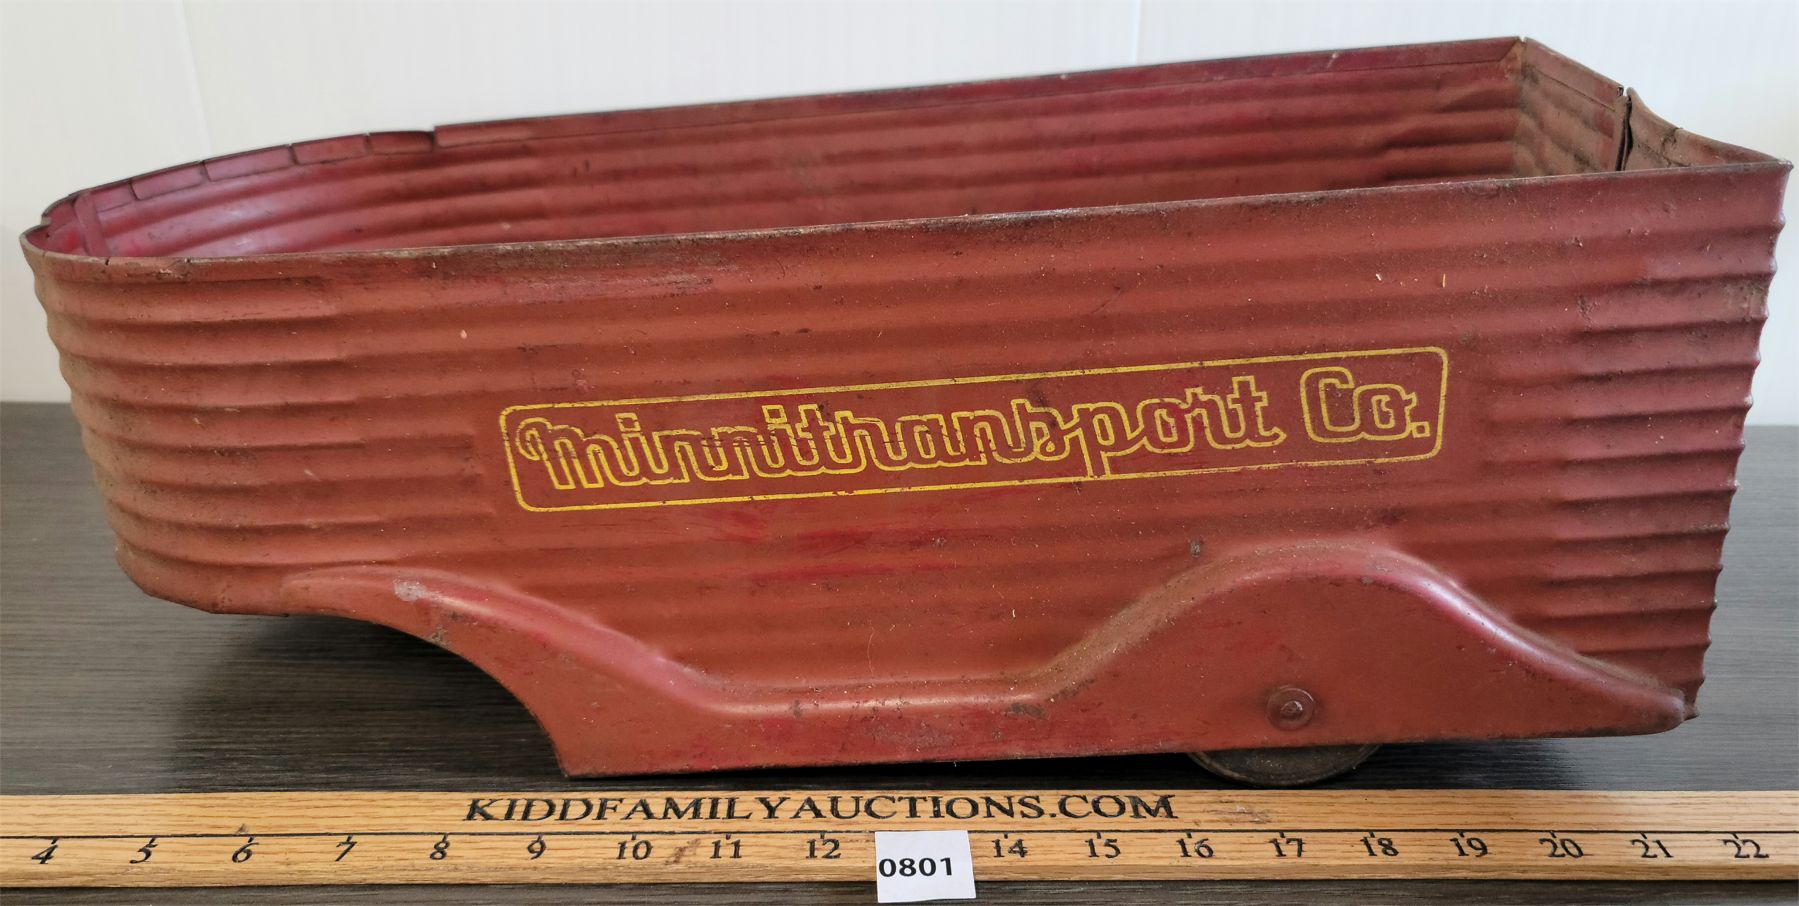 Minnitransport Co.
KIDDFAMILYAUCTIONS.COM
4 5 6 7 8 9 10 11 12 14 15 16 17 18 19 20 21 22
0801